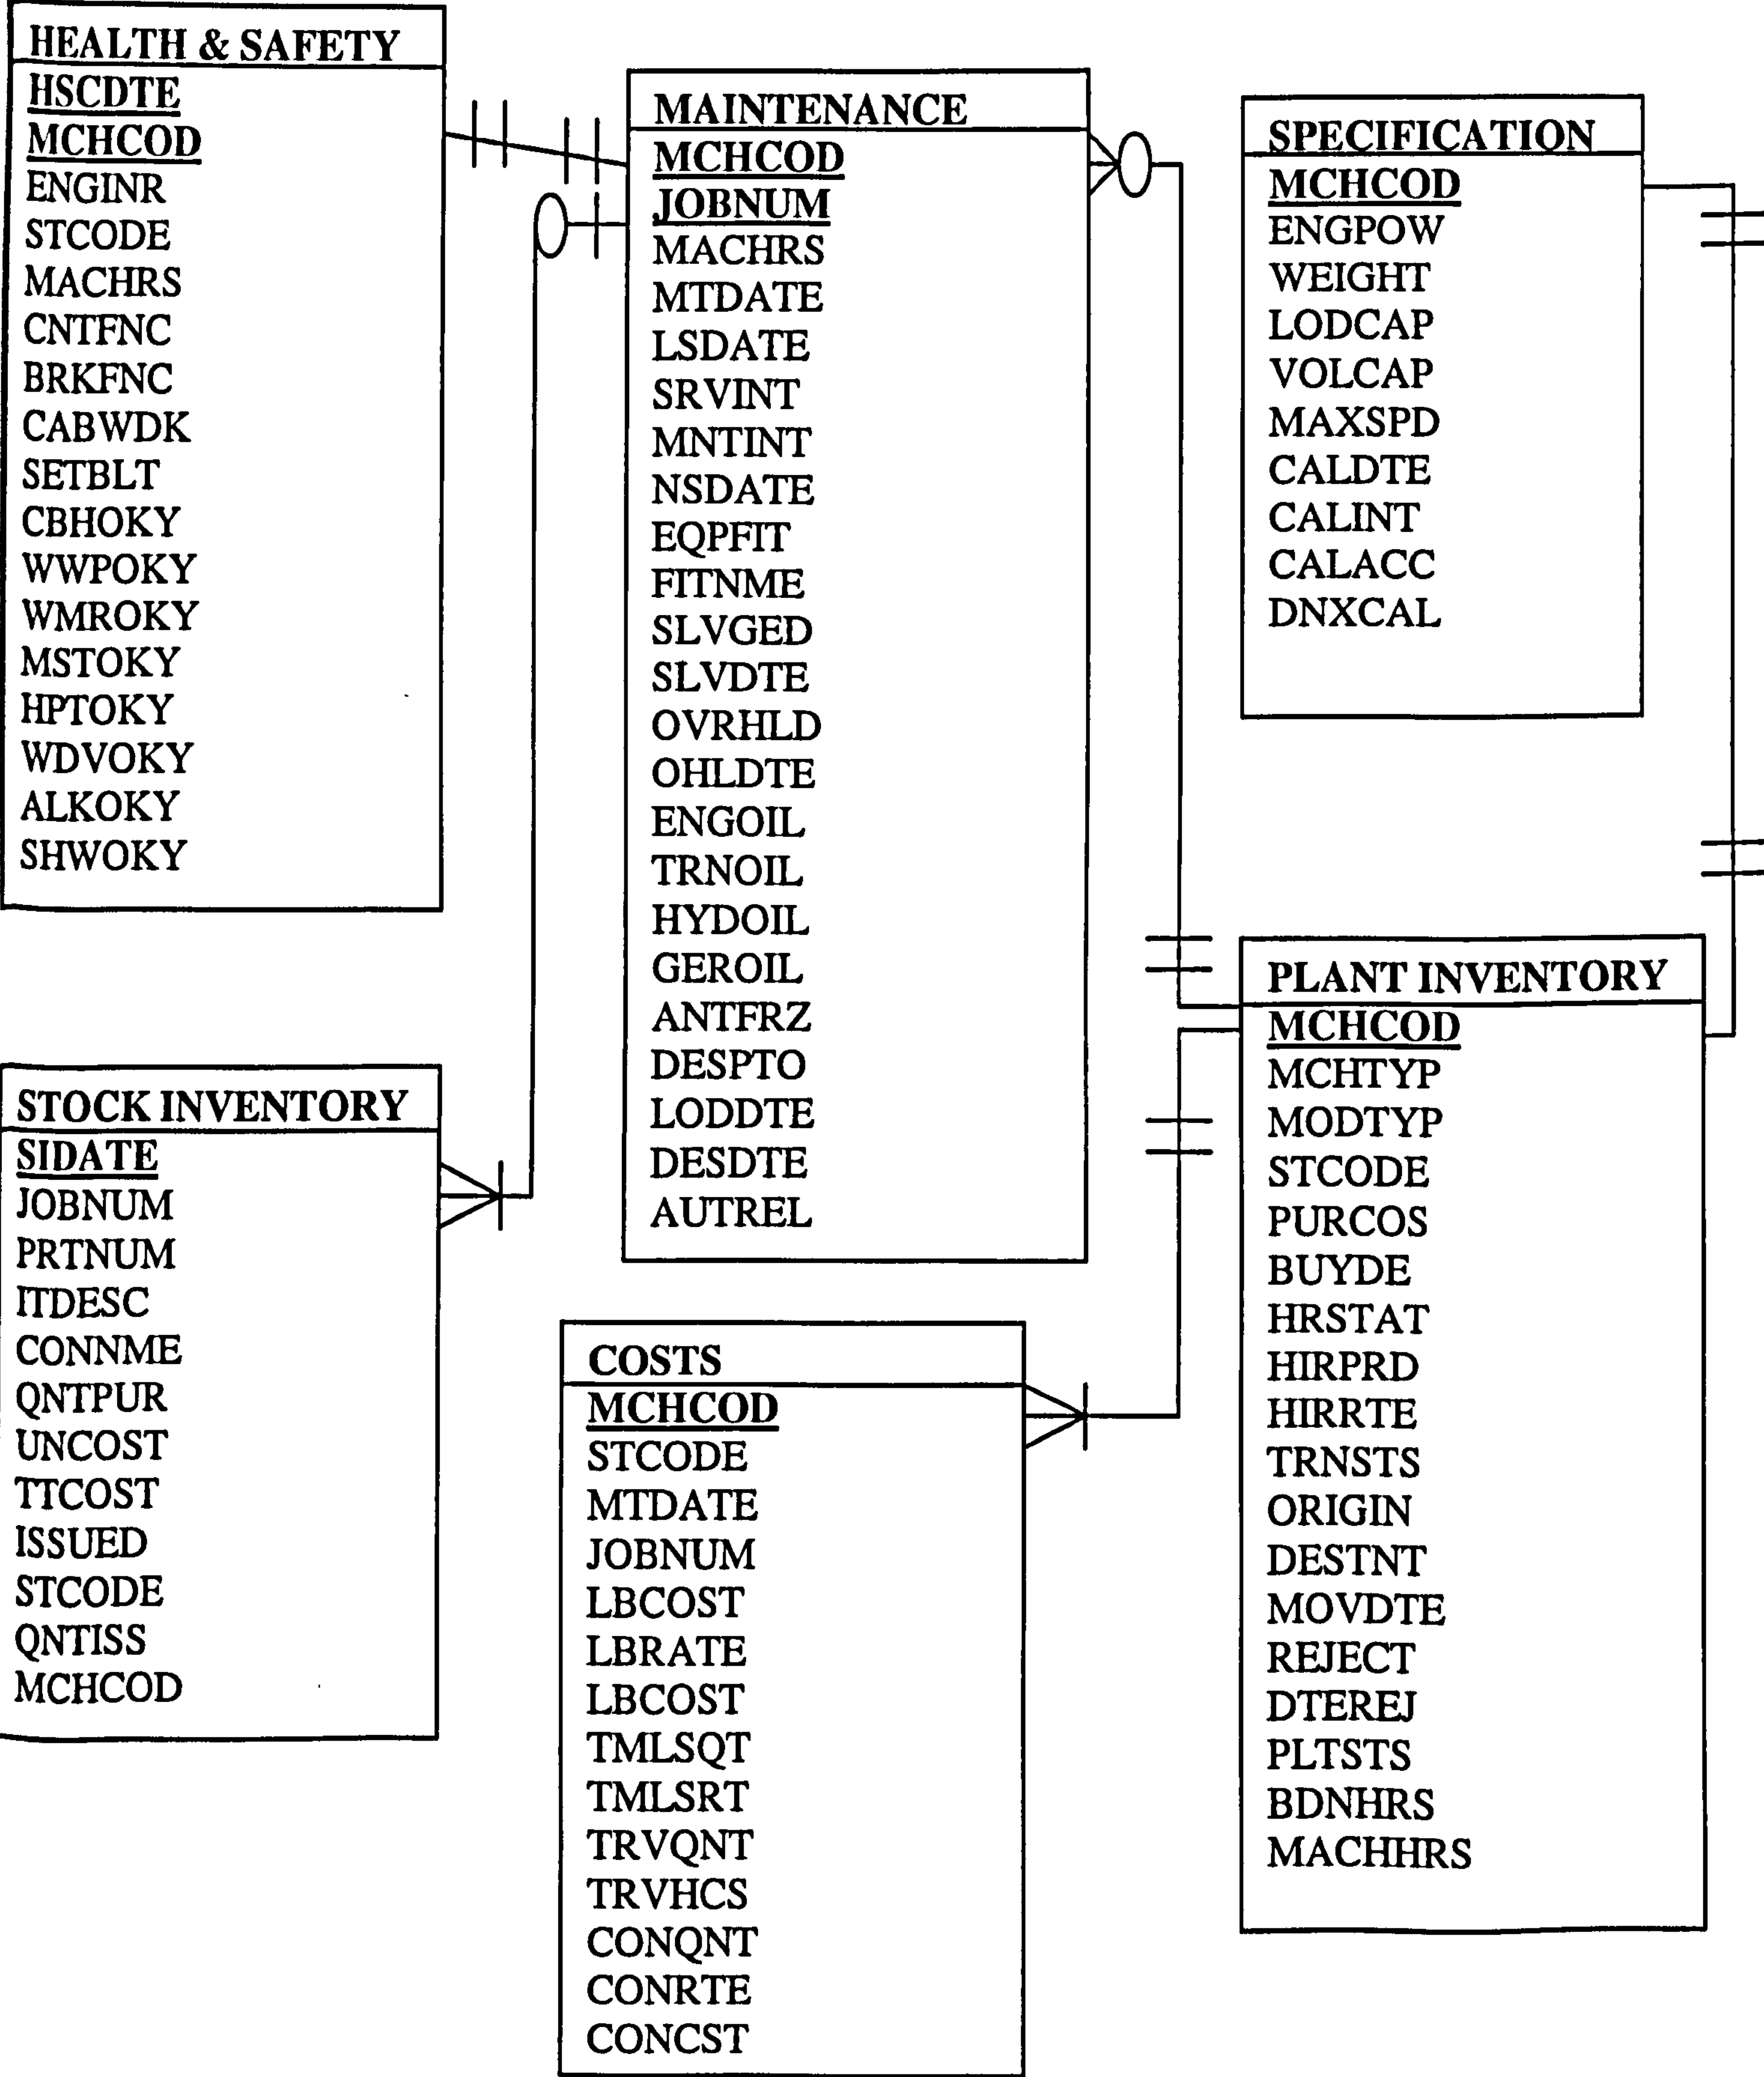 HEALTH & SAFETY
HSCDTE
MCHCOD
ENGINR
STCODE
MACHRS
CNTFNC
BRKFNC
CABWDK
SETBLT
CBHOKY
WWPOKY
WMROKY
MSTOKY
HPTOKY
WDVOKY
ALKOKY
SHWOKY
MAINTENANCE
MCHCOD
JOBNUM
MACHRS
MTDATE
LSDATE
SRVINT
MNTINT
NSDATE
EQPFIT
FITNME
SLVGED
SLVDTE
OVRHLD
OHLDTE
ENGOIL
TRNOIL
HYDOIL
GEROIL
ANTFRZ
DESPTO
LODDTE
DESDTE
AUTREL
SPECIFICATION
MCHCOD
ENGPOW
WEIGHT
LODCAP
VOLCAP
MAXSPD
CALDTE
CALINT
CALACC
DNXCAL
STOCK INVENTORY
SIDATE
JOBNUM
PRTNUM
ITDESC
CONNME
QNTPUR
UNCOST
TTCOST
ISSUED
STCODE
QNTISS
MCHCOD
COSTS
MCHCOD
STCODE
MTDATE
JOBNUM
LBCOST
LBRATE
LBCOST
TMLSQT
TMLSRT
TRVQNT
TRVHCS
CONQNT
CONRTE
CONCST
PLANT INVENTORY
MCHCOD
MCHTYP
MODTYP
STCODE
PURCOS
BUYDE
HRSTAT
HIRPRD
HIRRTE
TRNSTS
ORIGIN
DESTNT
MOVDTE
REJECT
DTEREJ
PLTSTS
BDNHRS
MACHHRS